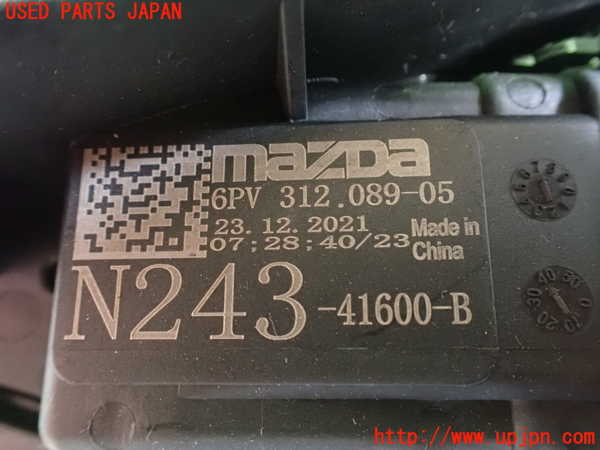 USED PARTS JAPAN
mazda
6PV 312.089-05
23.12.2021
07;28;40/23
Made in
China
N243-41600-B
http://www.upjpn.com